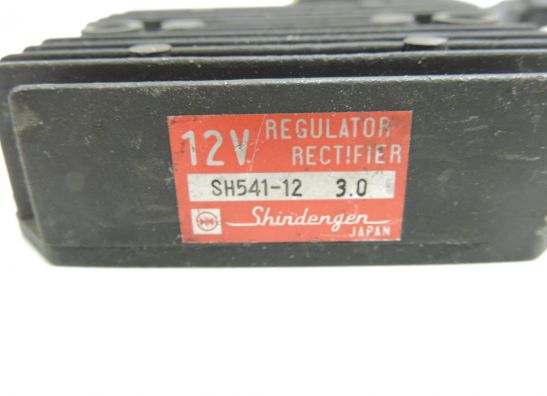 12V REGULATOR
RECTIFIER
SH541-12 3.0
Shindengen
JAPAN